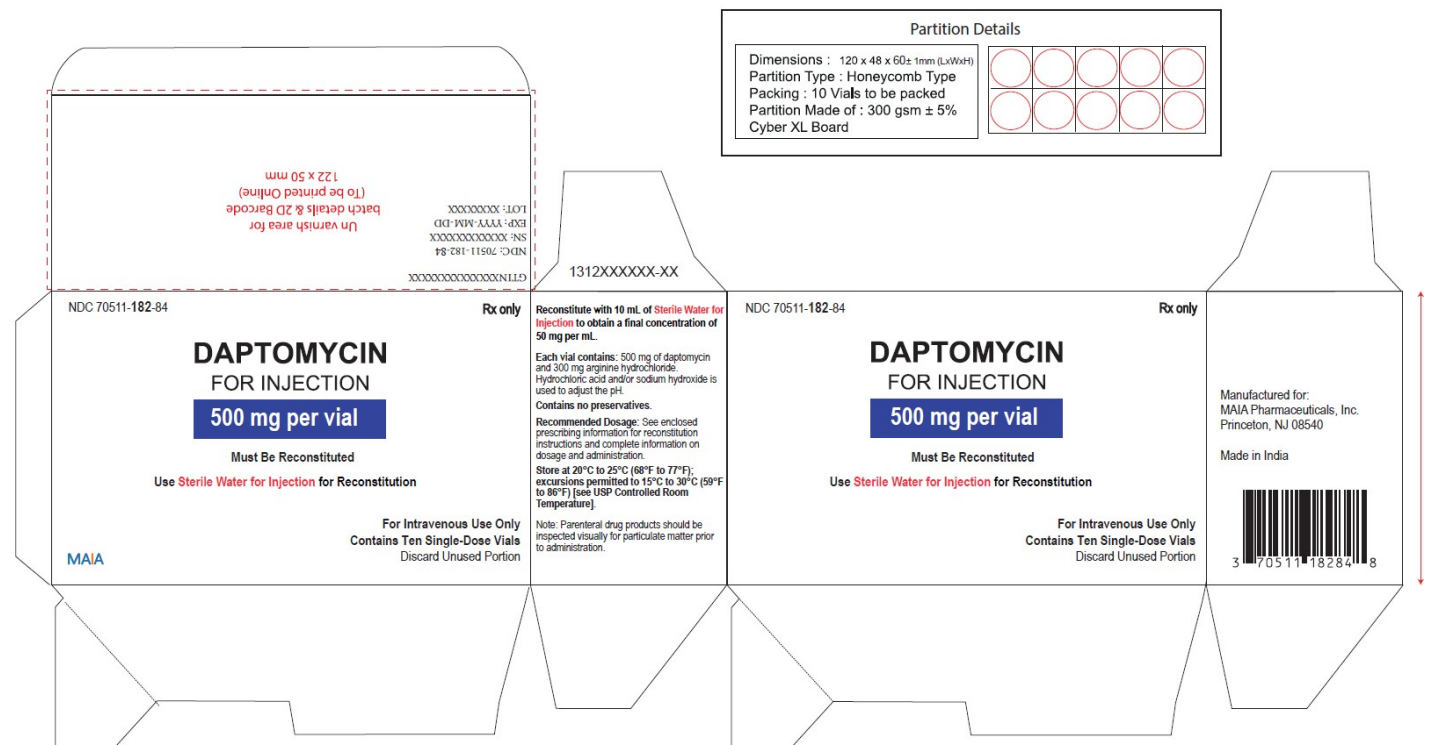 Partition Details
Dimensions : 120 x 48 x 60± 1mm (LxWxH)
Partition Type : Honeycomb Type
Packing : 10 Vials to be packed
Partition Made of : 300 gsm ± 5%
Cyber XL Board
Un varnish area for
batch details & 2D Barcode
(To be printed Online)
122 x 50 mm
GTINXXXXXXXXXXXXXX
NDC: 70511-182-84
SN: XXXXXXXXXXXX
EXP: YYYY-MM-DD
LOT: XXXXXXXX
1312XXXXXX-XX
NDC 70511-182-84
Rx only
DAPTOMYCIN
FOR INJECTION
500 mg per vial
Must Be Reconstituted
Use Sterile Water for Injection for Reconstitution
For Intravenous Use Only
Contains Ten Single-Dose Vials
Discard Unused Portion
MAIA
Reconstitute with 10 mL of Sterile Water for
Injection to obtain a final concentration of
50 mg per mL.
Each vial contains: 500 mg of daptomycin
and 300 mg arginine hydrochloride.
Hydrochloric acid and/or sodium hydroxide is
used to adjust the pH.
Contains no preservatives.
Recommended Dosage: See enclosed
prescribing information for reconstitution
instructions and complete information on
dosage and administration.
Store at 20°C to 25°C (68°F to 77°F);
excursions permitted to 15°C to 30°C (59°F
to 86°F) [see USP Controlled Room
Temperature].
Note: Parenteral drug products should be
inspected visually for particulate matter prior
to administration.
NDC 70511-182-84
Rx only
DAPTOMYCIN
FOR INJECTION
500 mg per vial
Must Be Reconstituted
Use Sterile Water for Injection for Reconstitution
For Intravenous Use Only
Contains Ten Single-Dose Vials
Discard Unused Portion
Manufactured for:
MAIA Pharmaceuticals, Inc.
Princeton, NJ 08540
Made in India
3 70511 18284 8